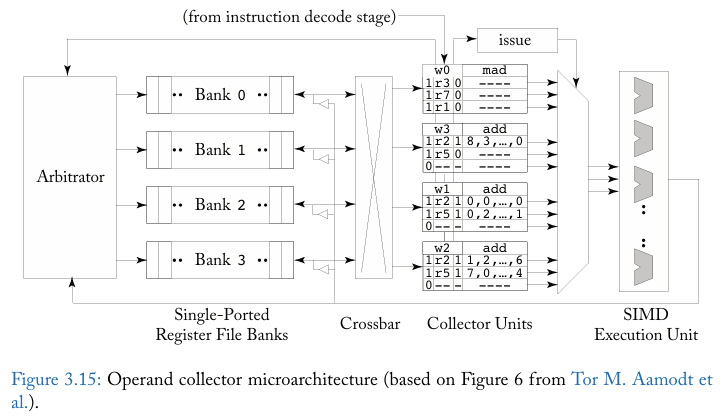 (from instruction decode stage)
issue
Arbitrator
Bank 0
Bank 1
Bank 2
Bank 3
w0 mad
1 r3 0 ----
1 r7 0 ----
1 r1 0 ----
w3 add
1 r2 1 8,3,…,0
1 r5 0 ----
0 -- - ----
w1 add
1 r2 1 0,0,…,0
1 r5 1 0,2,…,1
0 -- - ----
w2 add
1 r2 1 1,2,…,6
1 r5 1 7,0,…,4
0 -- - ----
Single-Ported
Register File Banks
Crossbar
Collector Units
SIMD
Execution Unit
Figure 3.15: Operand collector microarchitecture (based on Figure 6 from Tor M. Aamodt et
al.).